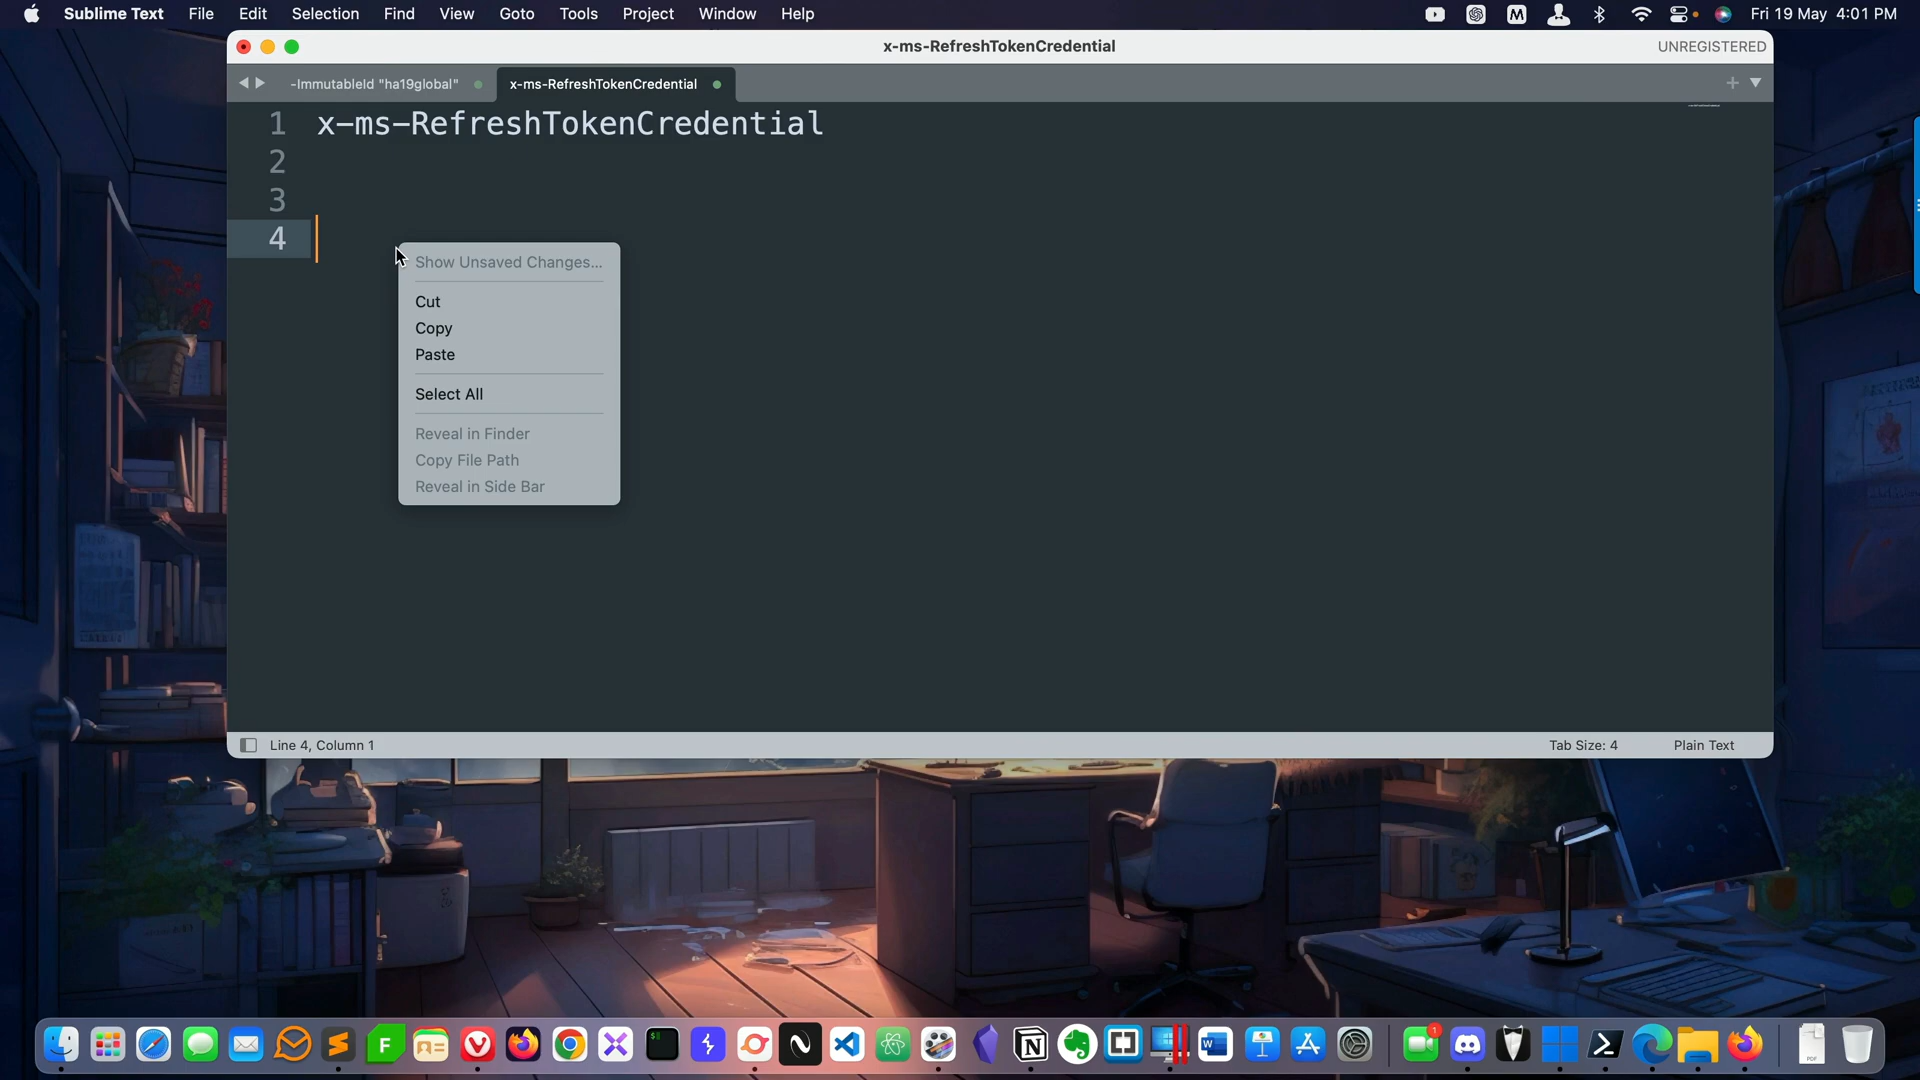 Sublime Text File Edit Selection Find View Goto Tools Project Window Help Fri 19 May 4:01 PM
x-ms-RefreshTokenCredential UNREGISTERED
-ImmutableId "ha19global" x-ms-RefreshTokenCredential
1 x-ms-RefreshTokenCredential
2
3
4
Show Unsaved Changes...
Cut
Copy
Paste
Select All
Reveal in Finder
Copy File Path
Reveal in Side Bar
Line 4, Column 1 Tab Size: 4 Plain Text